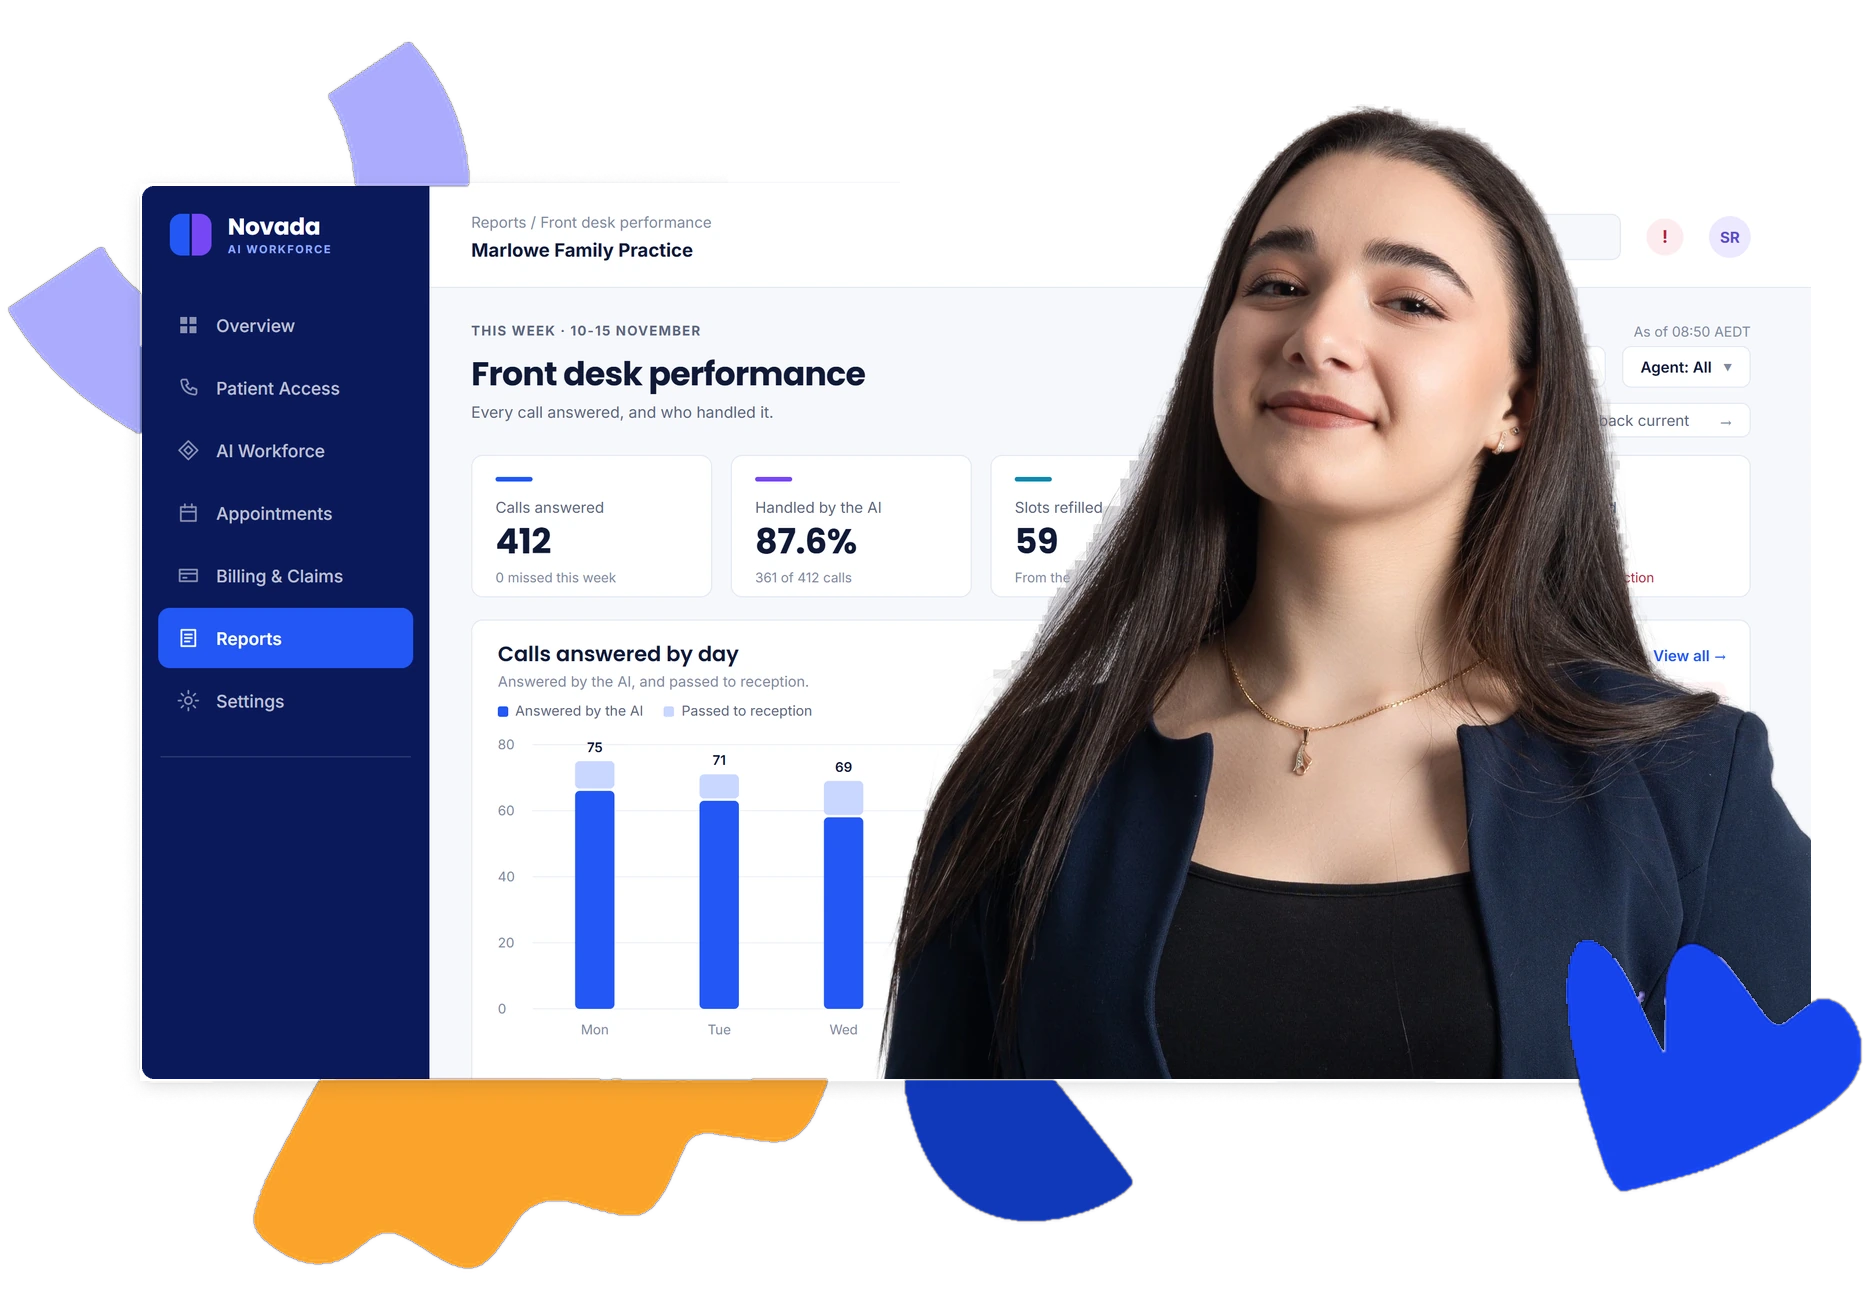 Novada
AI WORKFORCE
Overview
Patient Access
AI Workforce
Appointments
Billing & Claims
Reports
Settings
Reports / Front desk performance
Marlowe Family Practice
!
SR
THIS WEEK · 10-15 NOVEMBER
Front desk performance
Every call answered, and who handled it.
As of 08:50 AEDT
Agent: All ▼
current →
Calls answered
412
0 missed this week
Handled by the AI
87.6%
361 of 412 calls
Slots refilled
59
From the
Calls answered by day
Answered by the AI, and passed to reception.
Answered by the AI
Passed to reception
View all →
80
60
40
20
0
75
71
69
Mon
Tue
Wed